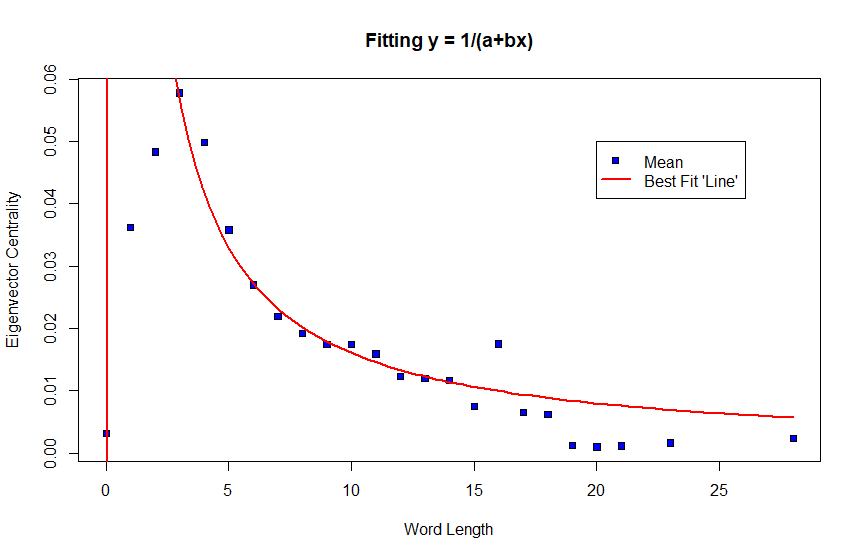 Fitting y = 1/(a+bx)
0.06
0.05
0.04
0.03
0.02
0.01
0.00
Eigenvector Centrality
Mean
Best Fit 'Line'
0 5 10 15 20 25
Word Length